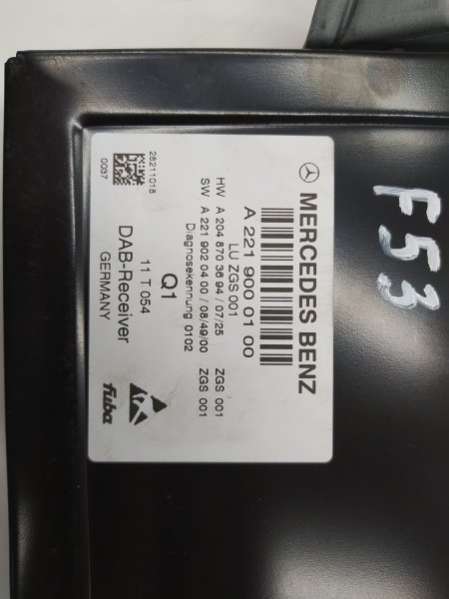 MERCEDES BENZ
A 221 900 01 00
LU ZGS 001
HW A 204 870 36 94 / 07/25 ZGS 001
SW A 221 902 04 00 / 08/49/00 ZGS 001
Diagnosekennung 0102
Q1
28211018
0037
11 T 054
DAB-Receiver
GERMANY
fuba
F53